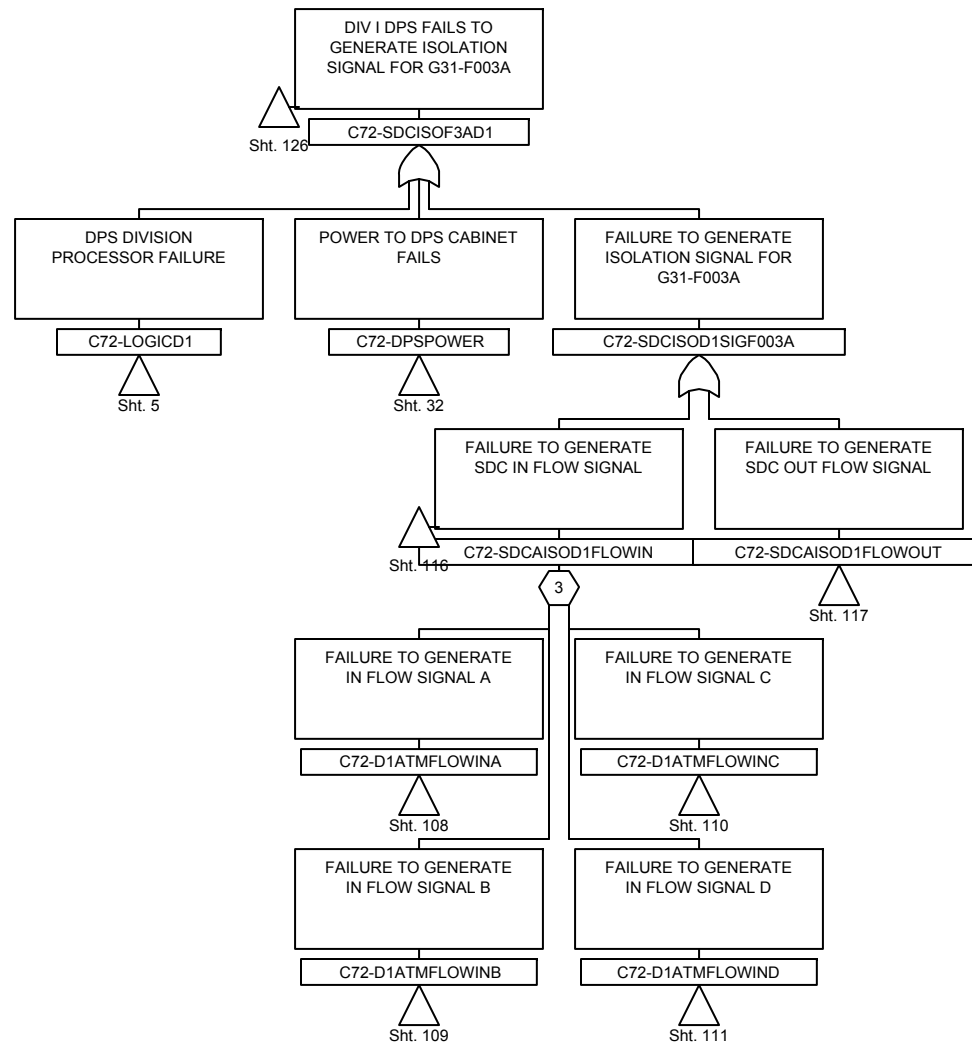 DIV I DPS FAILS TO
GENERATE ISOLATION
SIGNAL FOR G31-F003A
Sht. 126
C72-SDCISOF3AD1
DPS DIVISION
PROCESSOR FAILURE
C72-LOGICD1
Sht. 5
POWER TO DPS CABINET
FAILS
C72-DPSPOWER
Sht. 32
FAILURE TO GENERATE
ISOLATION SIGNAL FOR
G31-F003A
C72-SDCISOD1SIGF003A
FAILURE TO GENERATE
SDC IN FLOW SIGNAL
Sht. 116
C72-SDCAISOD1FLOWIN
FAILURE TO GENERATE
SDC OUT FLOW SIGNAL
C72-SDCAISOD1FLOWOUT
Sht. 117
3
FAILURE TO GENERATE
IN FLOW SIGNAL A
C72-D1ATMFLOWINA
Sht. 108
FAILURE TO GENERATE
IN FLOW SIGNAL C
C72-D1ATMFLOWINC
Sht. 110
FAILURE TO GENERATE
IN FLOW SIGNAL B
C72-D1ATMFLOWINB
Sht. 109
FAILURE TO GENERATE
IN FLOW SIGNAL D
C72-D1ATMFLOWIND
Sht. 111